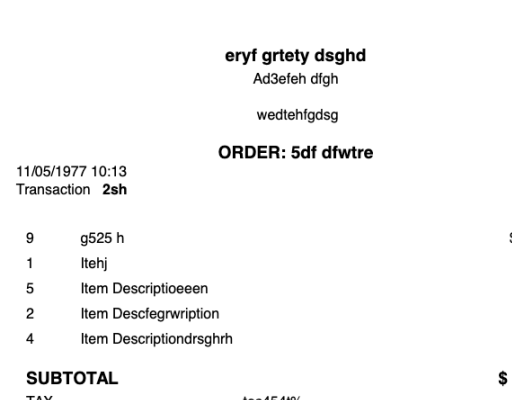 eryf grtety dsghd
Ad3efeh dfgh
wedtehfgdsg
ORDER: 5df dfwtre
11/05/1977 10:13
Transaction 2sh
9 g525 h
1 Itehj
5 Item Descriptioeeen
2 Item Descfegrwription
4 Item Descriptiondrsghrh
SUBTOTAL $
TAX